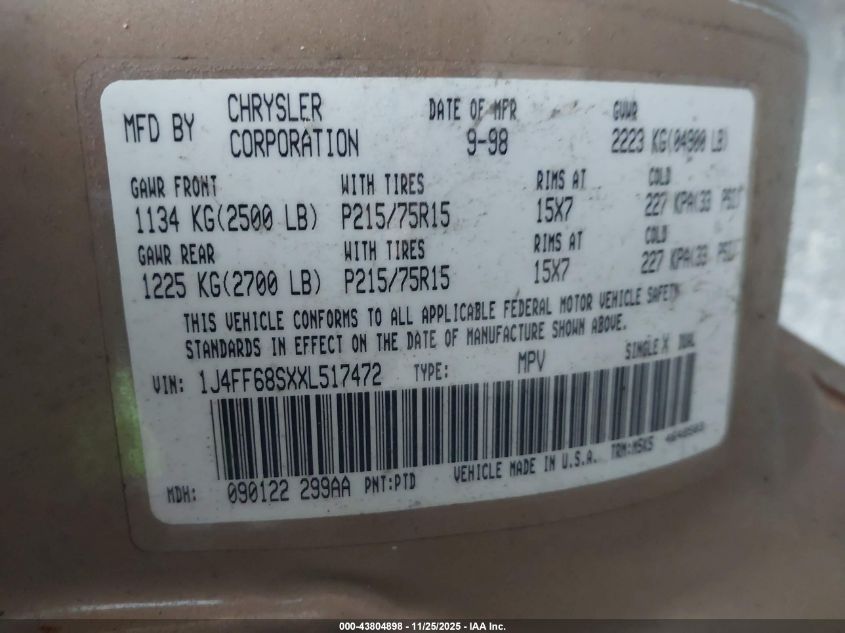 MFD BY CHRYSLER CORPORATION DATE OF MFR 9-98 GVWR 2223 KG(04900 LB)
GAWR FRONT WITH TIRES RIMS AT COLD
1134 KG(2500 LB) P215/75R15 15X7 227 KPA(33 PSI)
GAWR REAR WITH TIRES RIMS AT COLD
1225 KG(2700 LB) P215/75R15 15X7 227 KPA(33 PSI)
THIS VEHICLE CONFORMS TO ALL APPLICABLE FEDERAL MOTOR VEHICLE SAFETY
STANDARDS IN EFFECT ON THE DATE OF MANUFACTURE SHOWN ABOVE.
VIN: 1J4FF68SXXL517472 TYPE: MPV SINGLE X DUAL
MDH: 090122 299AA PNT:PTD VEHICLE MADE IN U.S.A. TRM:M5K5
000-43804898 - 11/25/2025 - IAA Inc.